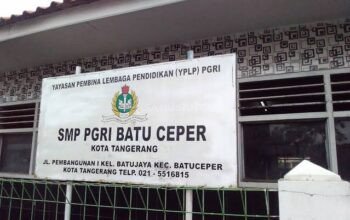 YAYASAN PEMBINA LEMBAGA PENDIDIKAN (YPLP) PGRI
SMP PGRI BATU CEPER
KOTA TANGERANG
JL. PEMBANGUNAN I KEL. BATUJAYA KEC. BATUCEPER
KOTA TANGERANG TELP. 021 - 5516815